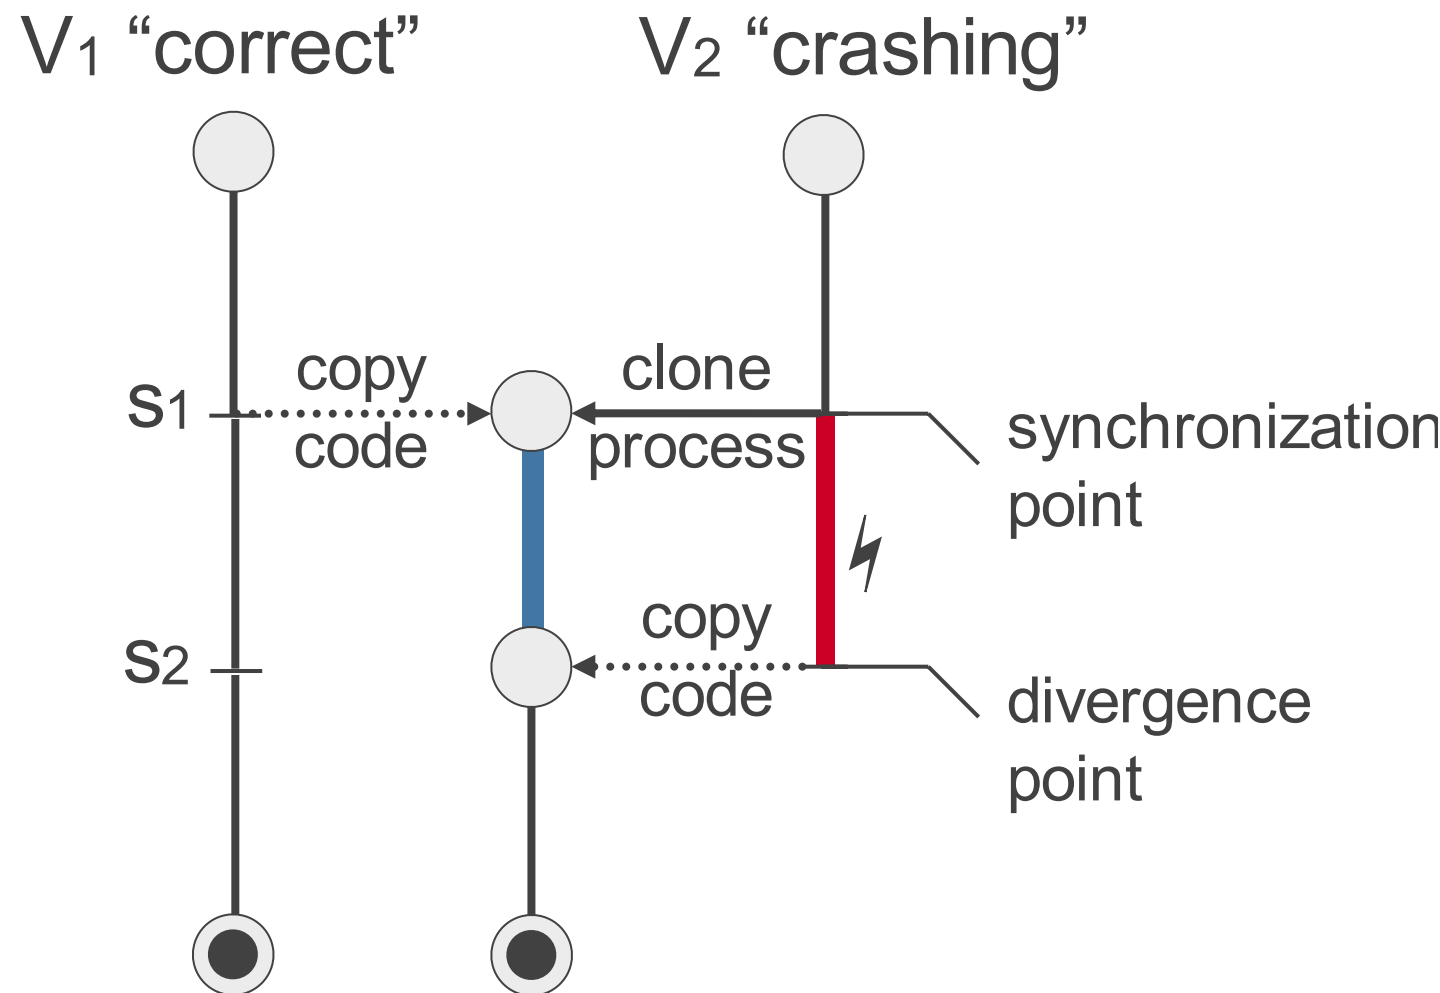 V1 “correct”
V2 “crashing”
copy
clone
s1
code
process
synchronization
point
copy
s2
code
divergence
point